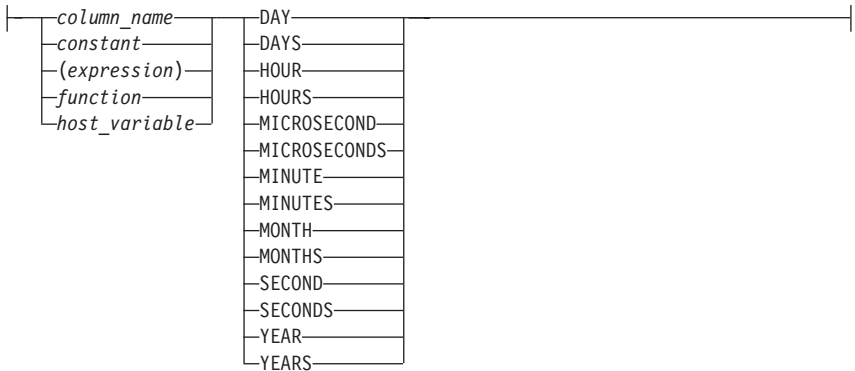 column_name DAY
constant DAYS
(expression) HOUR
function HOURS
host_variable MICROSECOND
MICROSECONDS
MINUTE
MINUTES
MONTH
MONTHS
SECOND
SECONDS
YEAR
YEARS